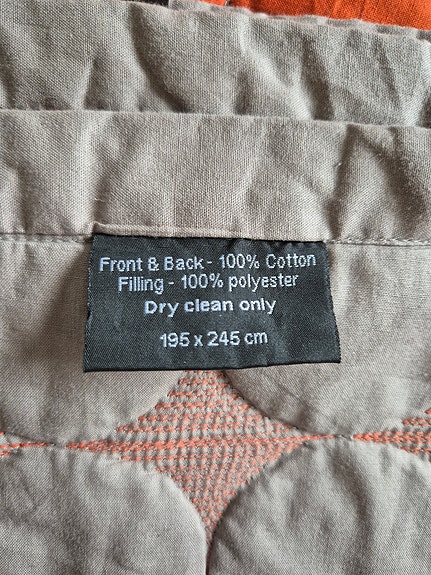 Front & Back - 100% Cotton
Filling - 100% polyester
Dry clean only
195 x 245 cm